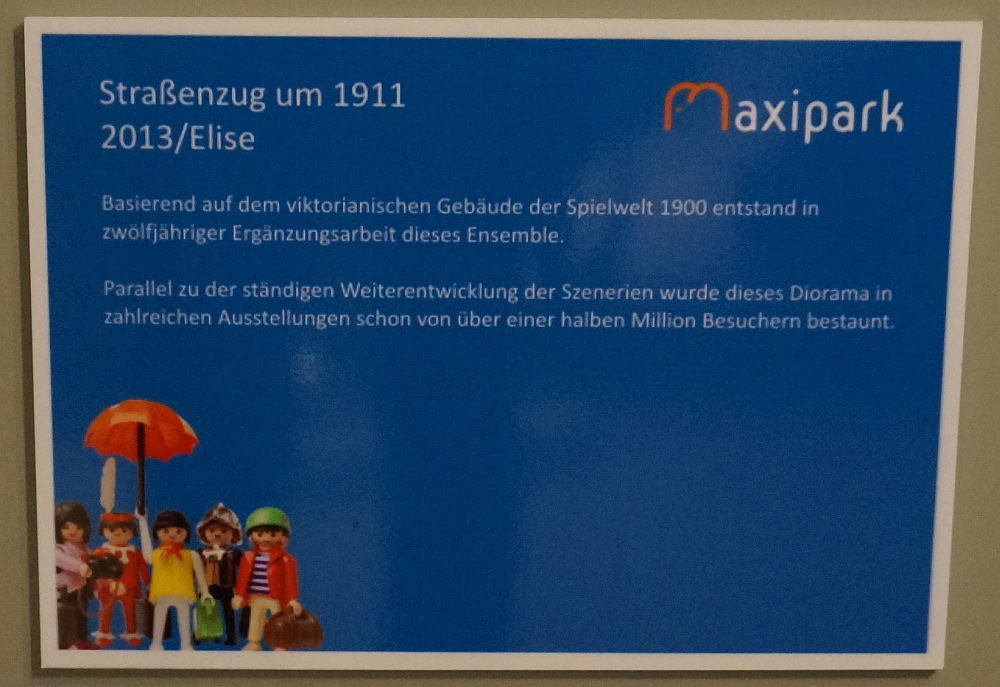 Straßenzug um 1911
2013/Elise
maxipark
Basierend auf dem viktorianischen Gebäude der Spielwelt 1900 entstand in
zwölfjähriger Ergänzungsarbeit dieses Ensemble.
Parallel zu der ständigen Weiterentwicklung der Szenerien wurde dieses Diorama in
zahlreichen Ausstellungen schon von über einer halben Million Besuchern bestaunt.